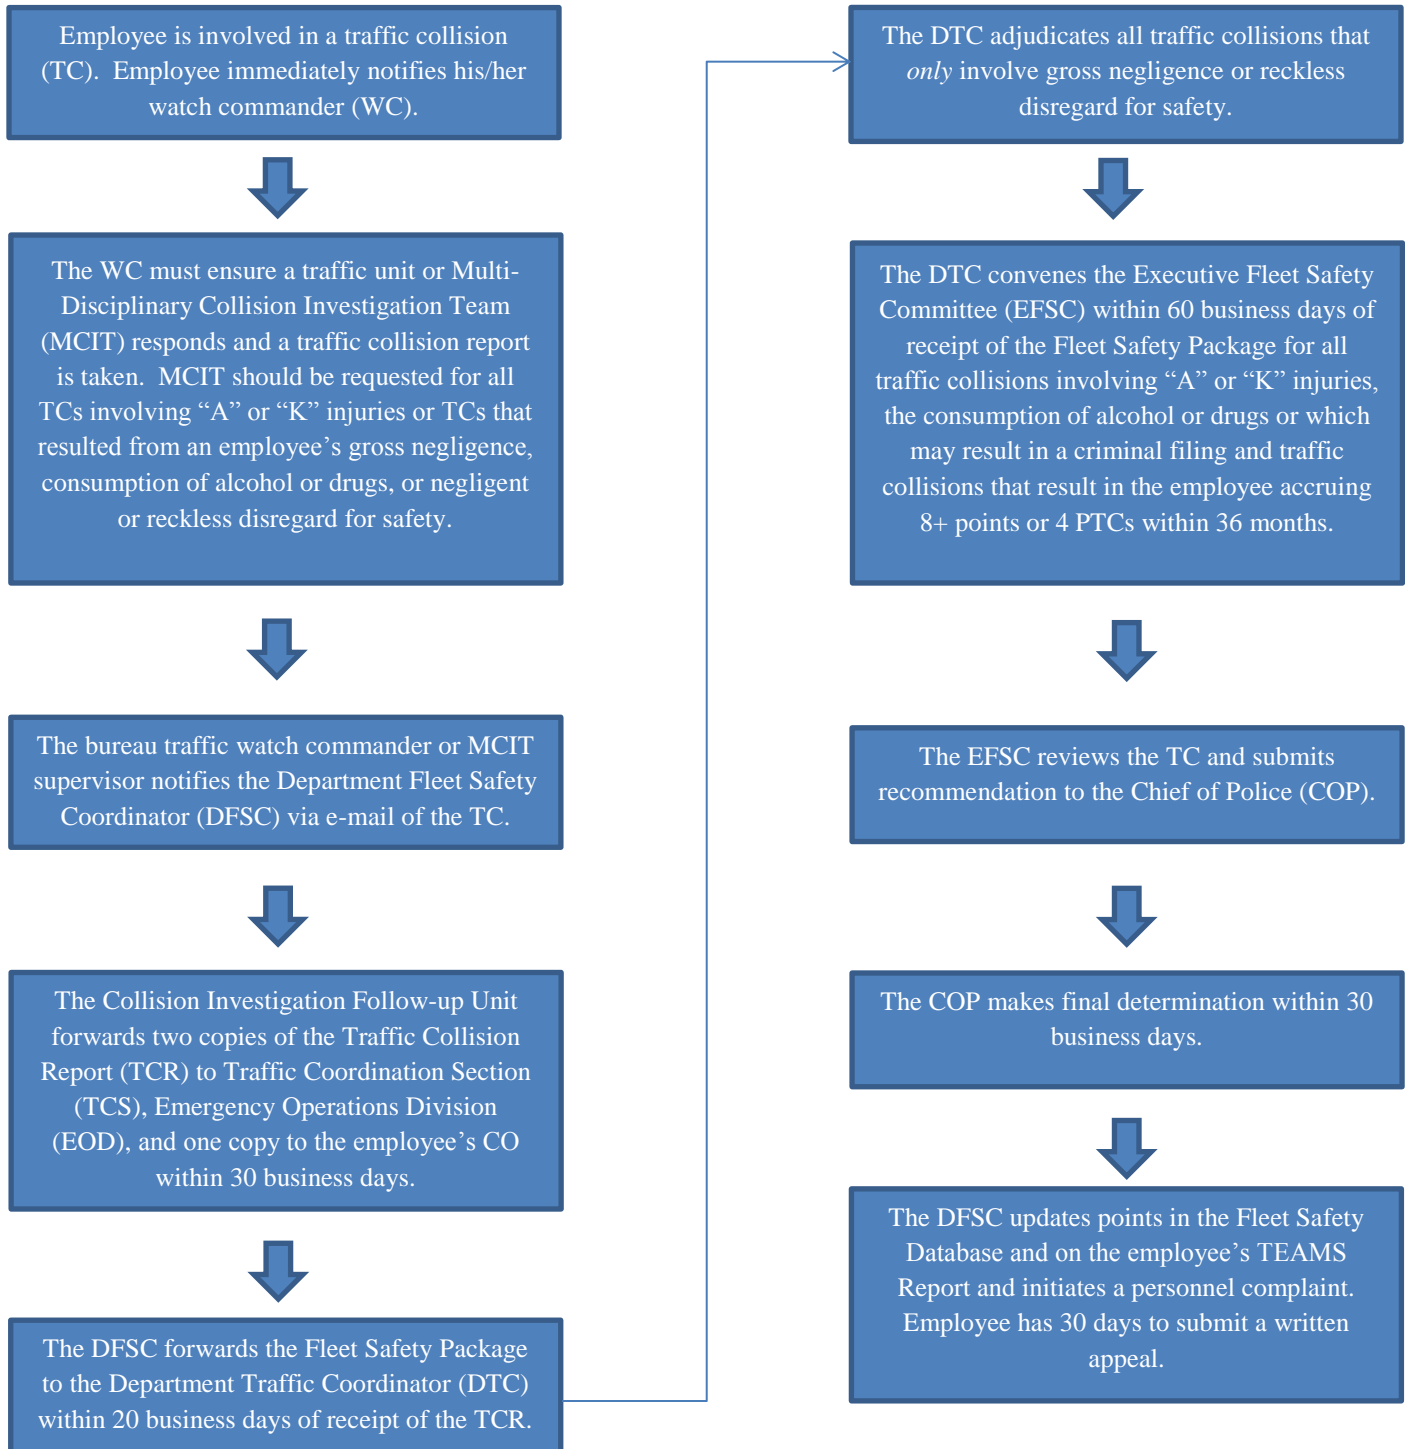 Employee is involved in a traffic collision
(TC).  Employee immediately notifies his/her
watch commander (WC).
The WC must ensure a traffic unit or Multi-
Disciplinary Collision Investigation Team
(MCIT) responds and a traffic collision report
is taken.  MCIT should be requested for all
TCs involving “A” or “K” injuries or TCs that
resulted from an employee’s gross negligence,
consumption of alcohol or drugs, or negligent
or reckless disregard for safety.
The bureau traffic watch commander or MCIT
supervisor notifies the Department Fleet Safety
Coordinator (DFSC) via e-mail of the TC.
The Collision Investigation Follow-up Unit
forwards two copies of the Traffic Collision
Report (TCR) to Traffic Coordination Section
(TCS), Emergency Operations Division
(EOD), and one copy to the employee’s CO
within 30 business days.
The DFSC forwards the Fleet Safety Package
to the Department Traffic Coordinator (DTC)
within 20 business days of receipt of the TCR.
The DTC adjudicates all traffic collisions that
only involve gross negligence or reckless
disregard for safety.
The DTC convenes the Executive Fleet Safety
Committee (EFSC) within 60 business days of
receipt of the Fleet Safety Package for all
traffic collisions involving “A” or “K” injuries,
the consumption of alcohol or drugs or which
may result in a criminal filing and traffic
collisions that result in the employee accruing
8+ points or 4 PTCs within 36 months.
The EFSC reviews the TC and submits
recommendation to the Chief of Police (COP).
The COP makes final determination within 30
business days.
The DFSC updates points in the Fleet Safety
Database and on the employee’s TEAMS
Report and initiates a personnel complaint.
Employee has 30 days to submit a written
appeal.